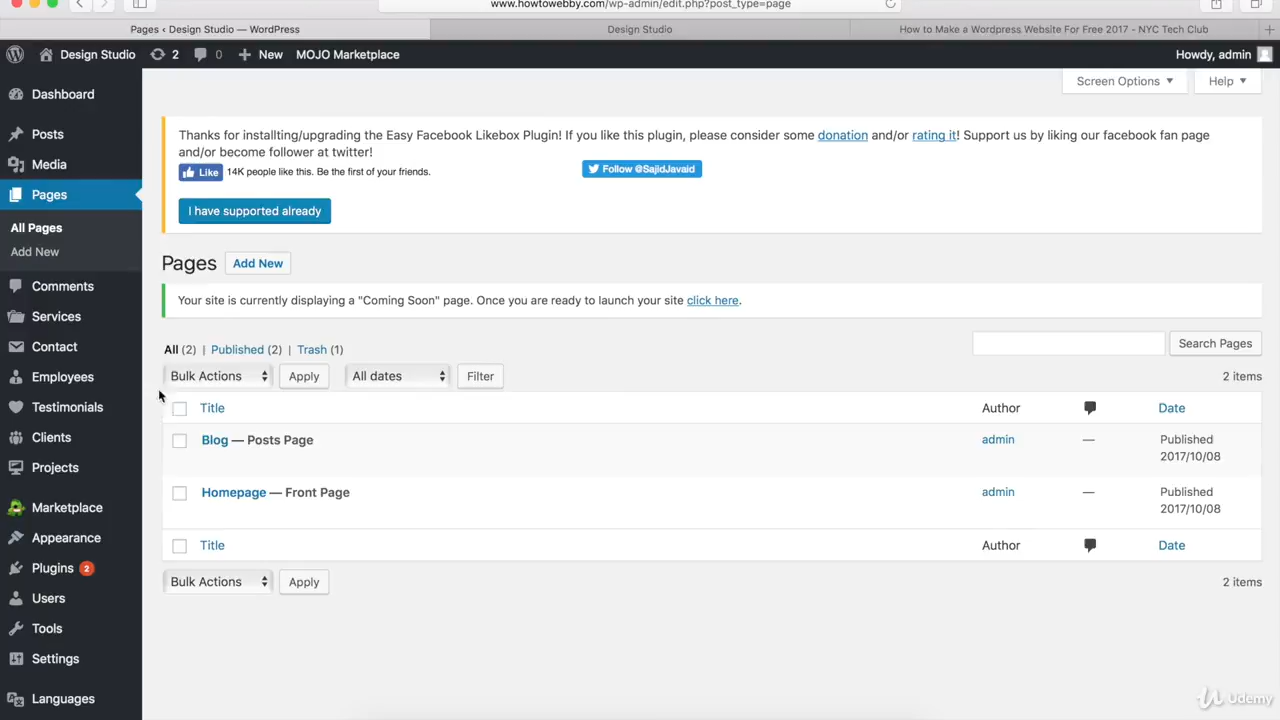 www.howtowebby.com/wp-admin/edit.php?post_type=page
Pages ‹ Design Studio — WordPress
Design Studio
How to Make a Wordpress Website For Free 2017 - NYC Tech Club
Design Studio
2
0
New
MOJO Marketplace
Howdy, admin
Screen Options
Help
Dashboard
Posts
Media
Pages
All Pages
Add New
Comments
Services
Contact
Employees
Testimonials
Clients
Projects
Marketplace
Appearance
Plugins 2
Users
Tools
Settings
Languages
Thanks for installting/upgrading the Easy Facebook Likebox Plugin! If you like this plugin, please consider some donation and/or rating it! Support us by liking our facebook fan page
and/or become follower at twitter!
Like 14K people like this. Be the first of your friends.
Follow @SajidJavaid
I have supported already
Pages Add New
Your site is currently displaying a "Coming Soon" page. Once you are ready to launch your site click here.
All (2) | Published (2) | Trash (1)
Search Pages
Bulk Actions Apply All dates Filter
2 items
Title Author Date
Blog — Posts Page admin — Published
2017/10/08
Homepage — Front Page admin — Published
2017/10/08
Title Author Date
Bulk Actions Apply
2 items
Udemy